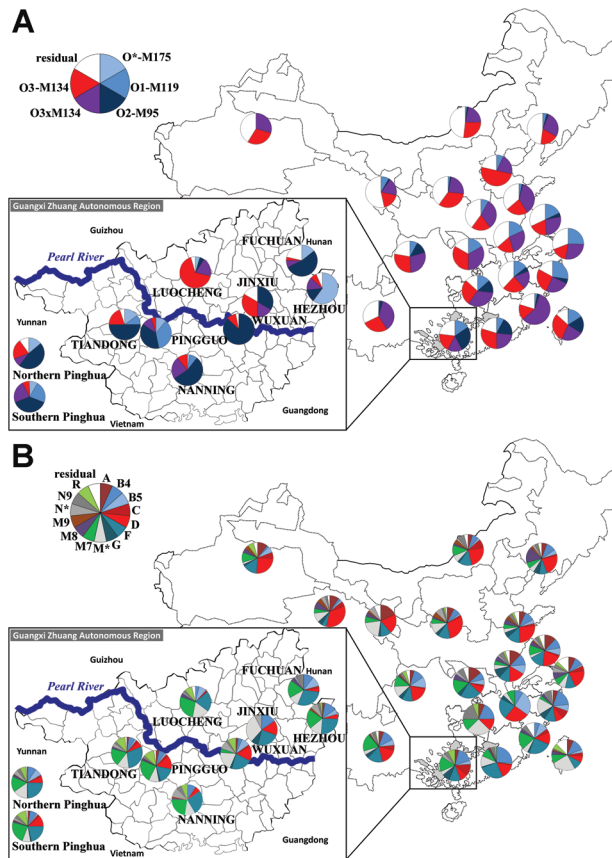 A
residual
O*-M175
O3-M134
O1-M119
O3xM134
O2-M95
Guangxi Zhuang Autonomous Region
Guizhou
Pearl River
FUCHUAN
Hunan
LUOCHENG
JINXIU
HEZHOU
Yunnan
WUXUAN
TIANDONG
PINGGUO
Northern Pinghua
NANNING
Southern Pinghua
Guangdong
Vietnam
B
residual
R
A
N9
B4
N*
B5
M9
C
M8
D
M7
F
M*
G
Guangxi Zhuang Autonomous Region
Guizhou
FUCHUAN
Hunan
Pearl River
LUOCHENG
JINXIU
HEZHOU
Yunnan
WUXUAN
TIANDONG
PINGGUO
Northern Pinghua
NANNING
Southern Pinghua
Guangdong
Vietnam